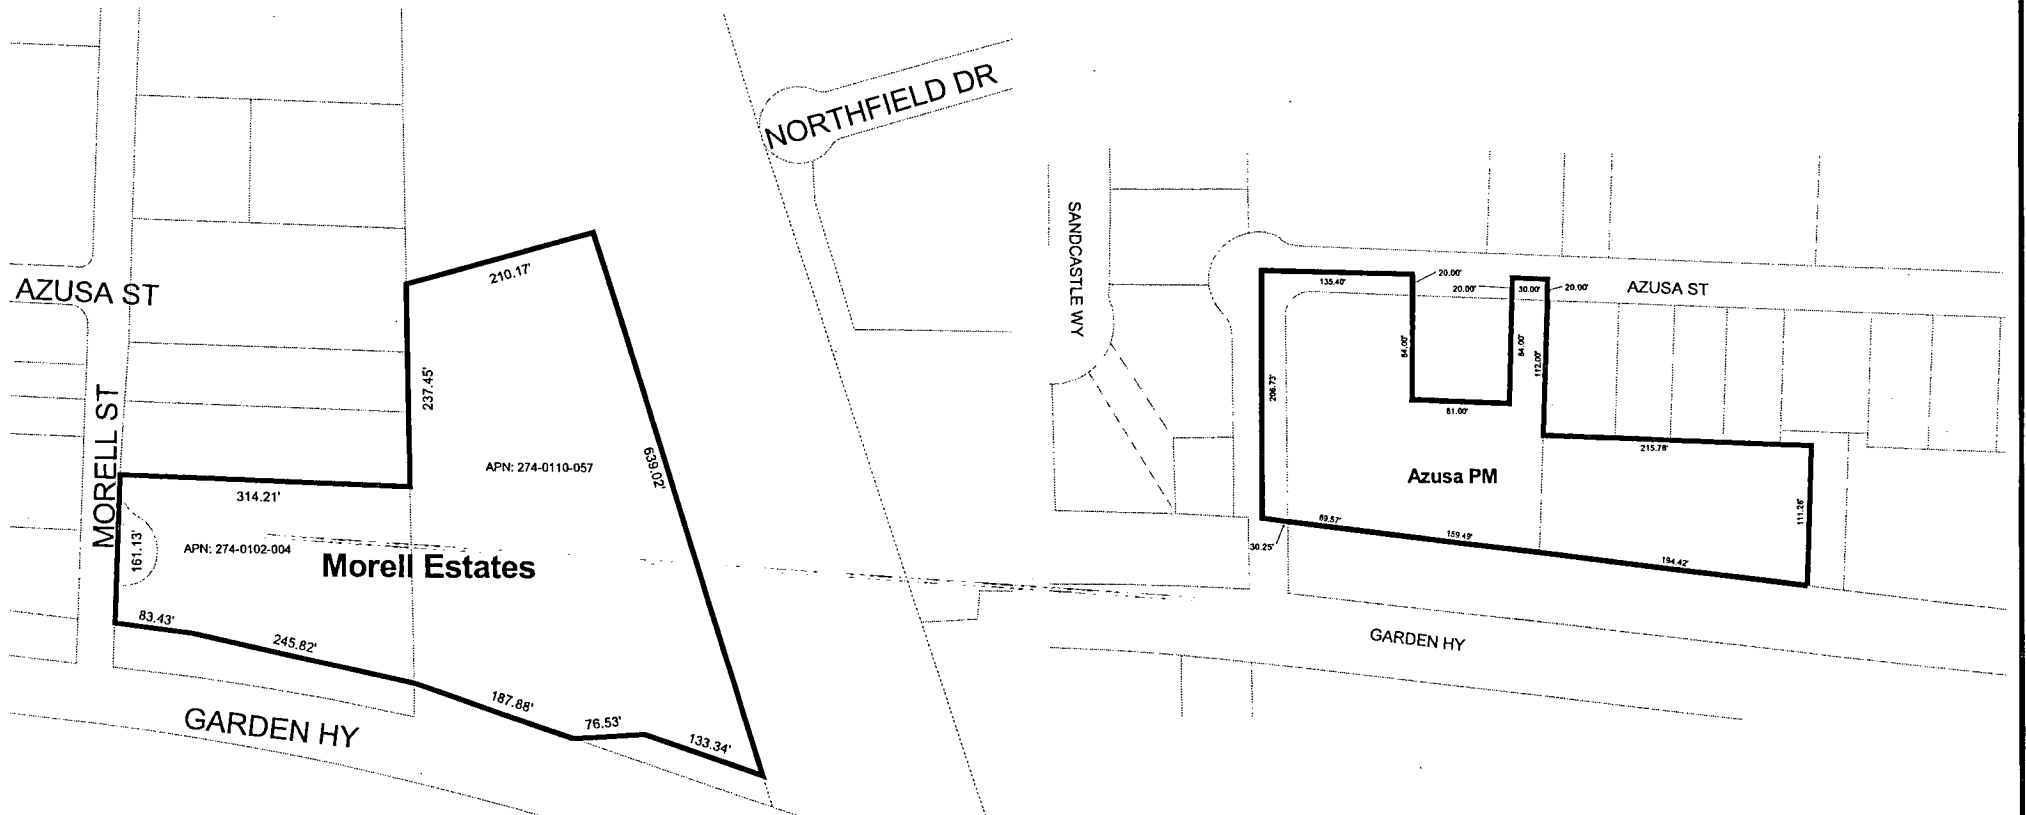 NORTHFIELD DR
210.17'
AZUSA ST
237.45'
MORELL ST
639.02'
APN: 274-0110-057
314.21'
161.13'
APN: 274-0102-004
Morell Estates
83.43'
245.82'
187.88'
76.53'
133.34'
GARDEN HY
SANDCASTLE WY
135.40'
20.00'
20.00'
30.00'
20.00'
AZUSA ST
84.00'
84.00'
112.00'
206.73'
81.00'
215.78'
Azusa PM
111.26'
89.57'
159.49'
194.42'
30.25'
GARDEN HY